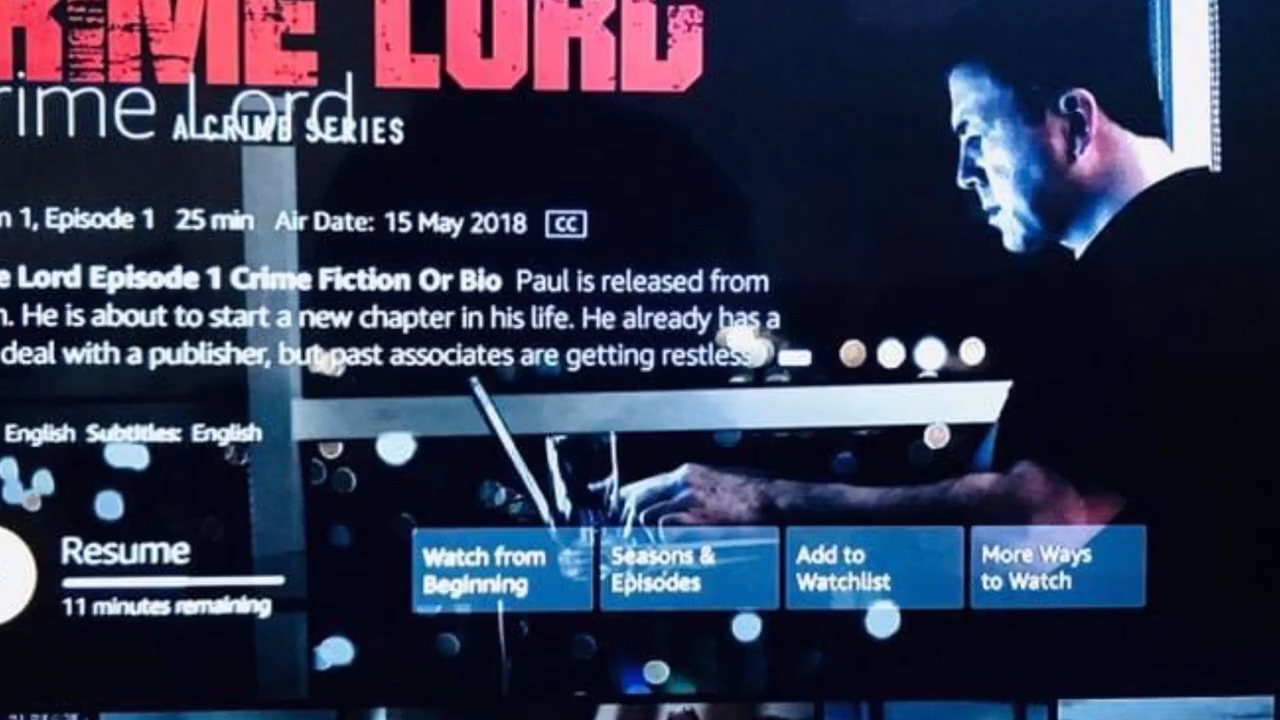 RIME LORD
rime Lord
A CRIME SERIES
n 1, Episode 1 25 min Air Date: 15 May 2018 CC
e Lord Episode 1 Crime Fiction Or Bio Paul is released from
n. He is about to start a new chapter in his life. He already has a
deal with a publisher, but past associates are getting restless
English Subtitles: English
Resume
11 minutes remaining
Watch from
Beginning
Seasons &
Episodes
Add to
Watchlist
More Ways
to Watch